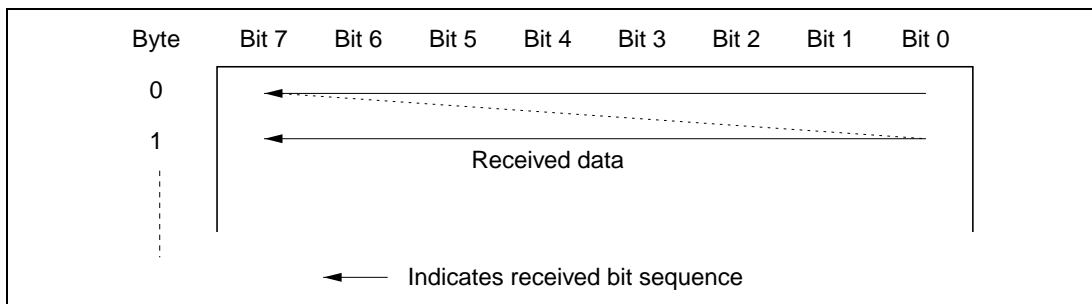 Byte Bit 7 Bit 6 Bit 5 Bit 4 Bit 3 Bit 2 Bit 1 Bit 0
0
1
Received data
Indicates received bit sequence